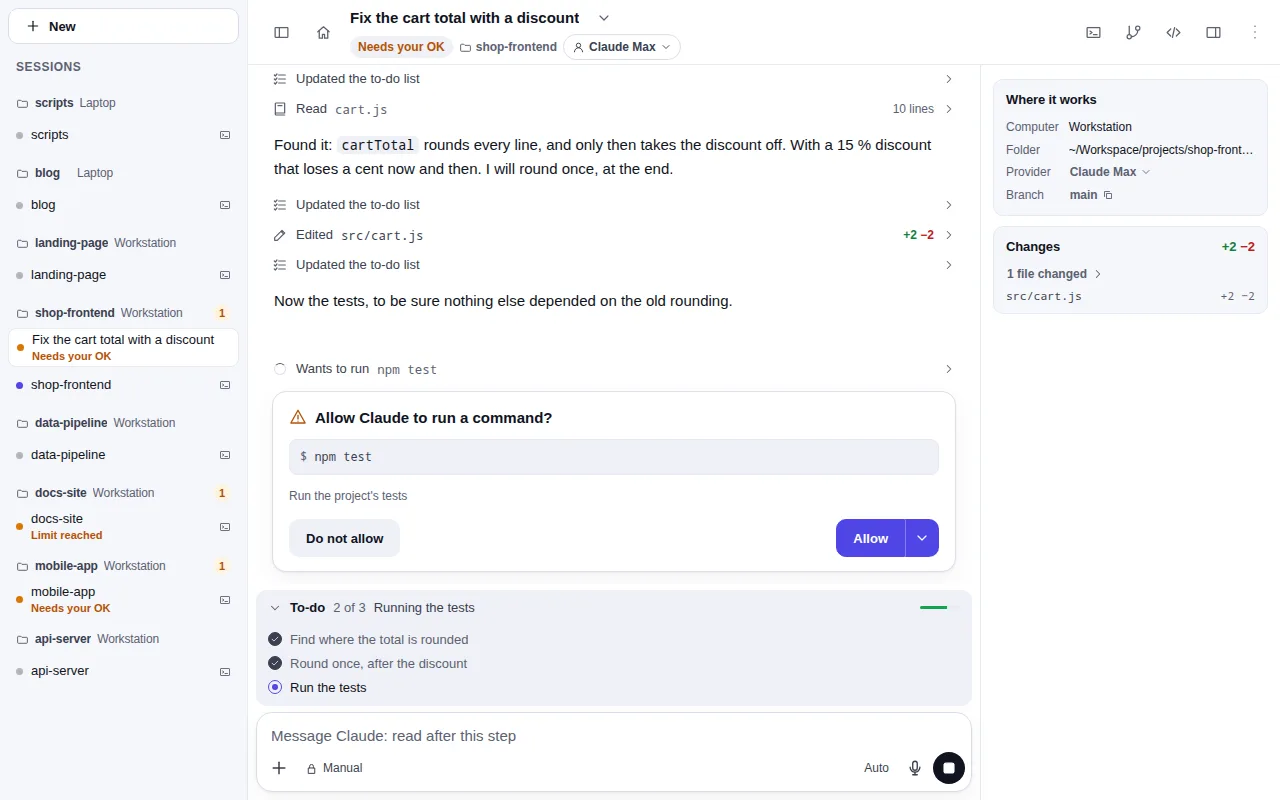 New
SESSIONS
scripts Laptop
scripts
blog Laptop
blog
landing-page Workstation
landing-page
shop-frontend Workstation 1
Fix the cart total with a discount
Needs your OK
shop-frontend
data-pipeline Workstation
data-pipeline
docs-site Workstation 1
docs-site
Limit reached
mobile-app Workstation 1
mobile-app
Needs your OK
api-server Workstation
api-server
Fix the cart total with a discount
Needs your OK shop-frontend Claude Max
Updated the to-do list
Read cart.js 10 lines
Found it: cartTotal rounds every line, and only then takes the discount off. With a 15 % discount
that loses a cent now and then. I will round once, at the end.
Updated the to-do list
Edited src/cart.js +2 −2
Updated the to-do list
Now the tests, to be sure nothing else depended on the old rounding.
Wants to run npm test
Allow Claude to run a command?
$ npm test
Run the project's tests
Do not allow Allow
To-do 2 of 3 Running the tests
Find where the total is rounded
Round once, after the discount
Run the tests
Message Claude: read after this step
Manual Auto
Where it works
Computer Workstation
Folder ~/Workspace/projects/shop-front…
Provider Claude Max
Branch main
Changes +2 −2
1 file changed
src/cart.js +2 −2